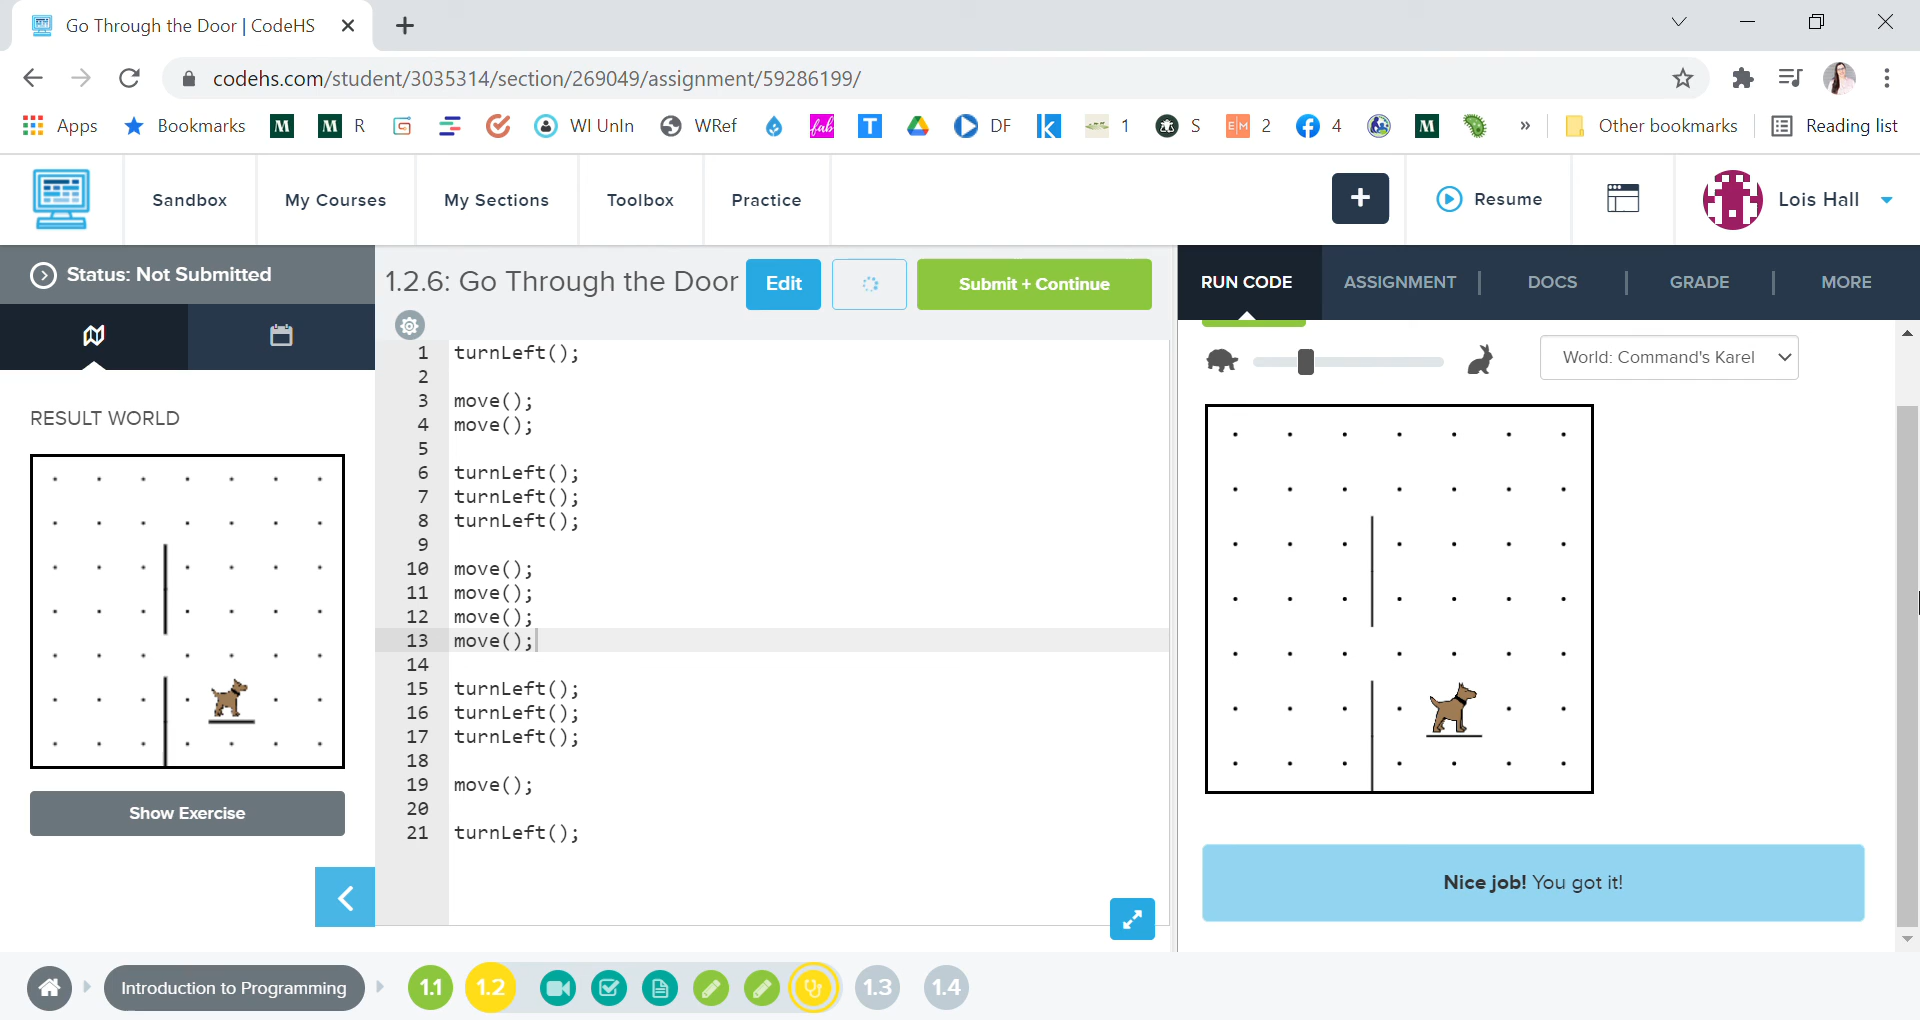 Go Through the Door | CodeHS
codehs.com/student/3035314/section/269049/assignment/59286199/
Apps Bookmarks M M R WI UnIn WRef fab T DF K 1 S E|M 2 4 M » Other bookmarks Reading list
Sandbox My Courses My Sections Toolbox Practice + Resume Lois Hall
Status: Not Submitted
1.2.6: Go Through the Door Edit Submit + Continue
RUN CODE ASSIGNMENT | DOCS | GRADE | MORE
World: Command's Karel
RESULT WORLD
Show Exercise
1 turnLeft();
2
3 move();
4 move();
5
6 turnLeft();
7 turnLeft();
8 turnLeft();
9
10 move();
11 move();
12 move();
13 move();
14
15 turnLeft();
16 turnLeft();
17 turnLeft();
18
19 move();
20
21 turnLeft();
Nice job! You got it!
Introduction to Programming 1.1 1.2 1.3 1.4